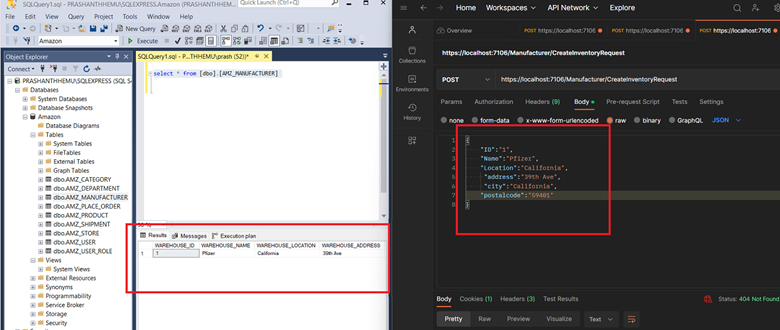 SQLQuery1.sql - PRASHANTHHEMU\SQLEXPRESS.Amazon (
Quick Launch (Ctrl+Q)
File Edit View Query Project Tools Window Help
New Query
Amazon
Execute
Object Explorer
Connect
PRASHANTHHEMU\SQLEXPRESS (SQL S
Databases
System Databases
Database Snapshots
Amazon
Database Diagrams
Tables
System Tables
FileTables
External Tables
Graph Tables
dbo.AMZ_CATEGORY
dbo.AMZ_DEPARTMENT
dbo.AMZ_MANUFACTURER
dbo.AMZ_PLACE_ORDER
dbo.AMZ_PRODUCT
dbo.AMZ_SHIPMENT
dbo.AMZ_STORE
dbo.AMZ_USER
dbo.AMZ_USER_ROLE
Views
System Views
External Resources
Synonyms
Programmability
Service Broker
Storage
Security
SQLQuery1.sql - P...THHEMU\prash (52))*
select * from [dbo].[AMZ_MANUFACTURER]
Results Messages Execution plan
WAREHOUSE_ID WAREHOUSE_NAME WAREHOUSE_LOCATION WAREHOUSE_ADDRESS
1 1 Pfizer California 39th Ave
Home Workspaces API Network Explore
Overview
POST https://localhost:7106
POST https://localhost:7106
POST https://localhost:7106
Collections
Environments
History
https://localhost:7106/Manufacturer/CreateInventoryRequest
POST https://localhost:7106/Manufacturer/CreateInventoryRequest
Params Authorization Headers (9) Body Pre-request Script Tests Settings
none form-data x-www-form-urlencoded raw binary GraphQL JSON
1 {
2 "ID":"1",
3 "Name":"Pfizer",
4 "Location":"California",
5 "address":"39th Ave",
6 "city":"California",
7 "postalcode":"59401"
8 }
Body Cookies (1) Headers (3) Test Results
Status: 404 Not Found
Pretty Raw Preview Visualize Text